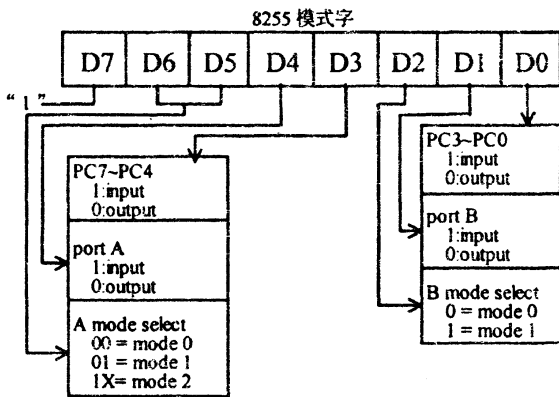 8255 模式字
D7 D6 D5 D4 D3 D2 D1 D0
“1”
PC7~PC4
1:input
0:output
port A
1:input
0:output
A mode select
00 = mode 0
01 = mode 1
1X= mode 2
PC3~PC0
1:input
0:output
port B
1:input
0:output
B mode select
0 = mode 0
1 = mode 1